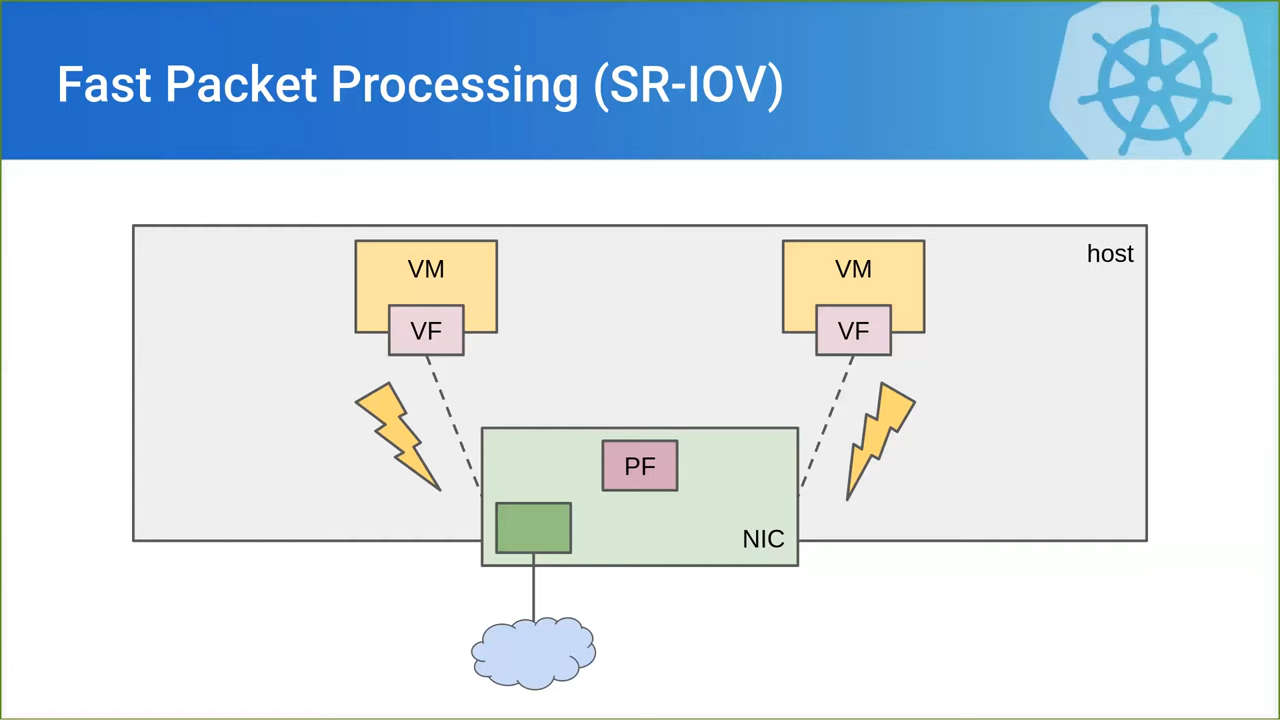 Fast Packet Processing (SR-IOV)
host
VM
VM
VF
VF
PF
NIC